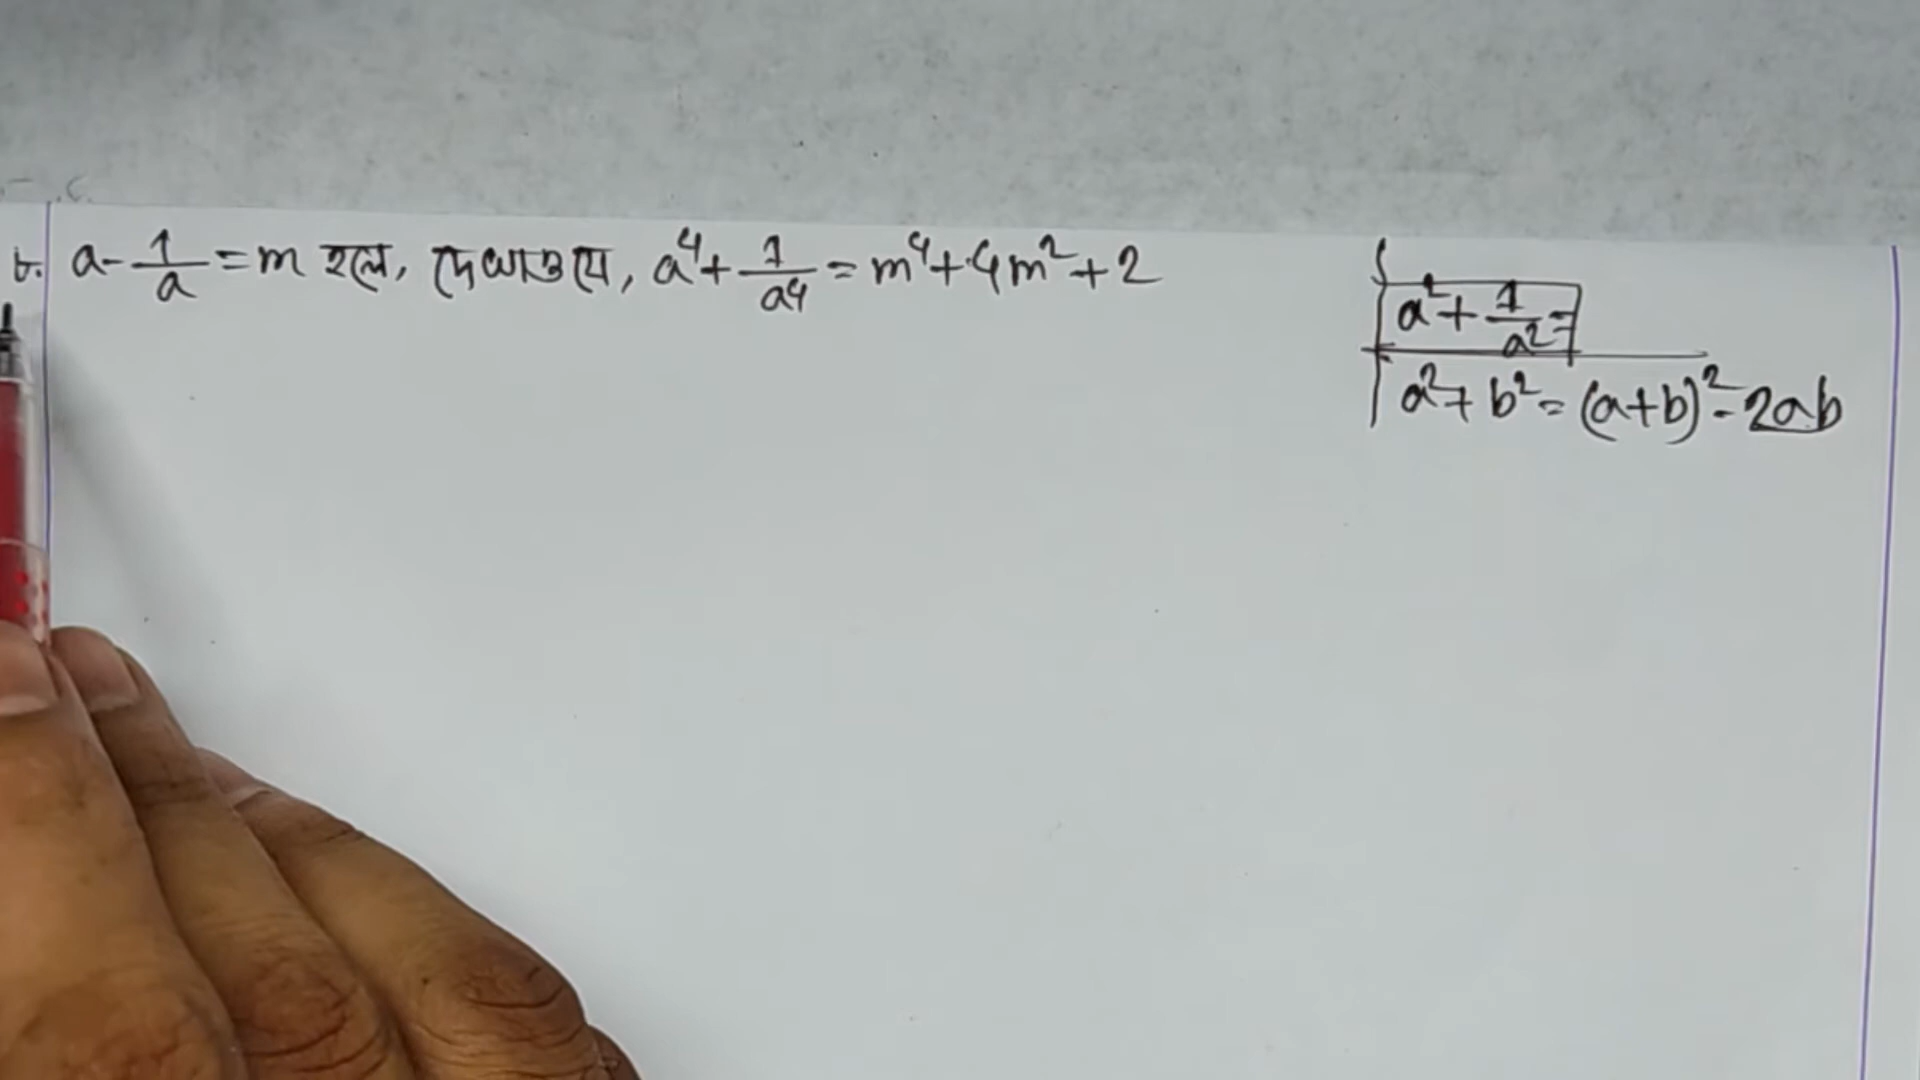 ৮. a - 1/a = m হলে, দেখাও যে, a⁴ + 1/a⁴ = m⁴ + 4m² + 2
a² + 1/a² =
a² + b² = (a+b)² - 2ab